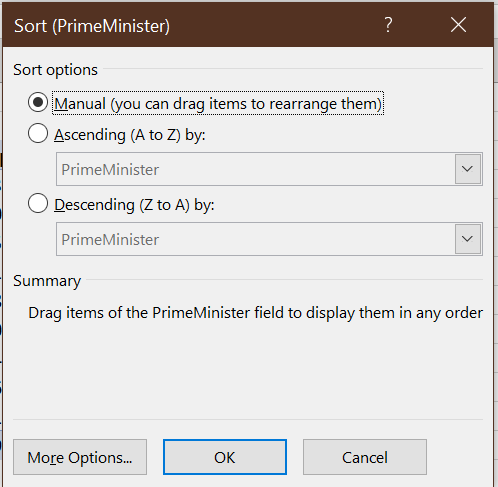 Sort (PrimeMinister) ?
Sort options
Manual (you can drag items to rearrange them)
Ascending (A to Z) by:
PrimeMinister
Descending (Z to A) by:
PrimeMinister
Summary
Drag items of the PrimeMinister field to display them in any order
More Options... OK Cancel